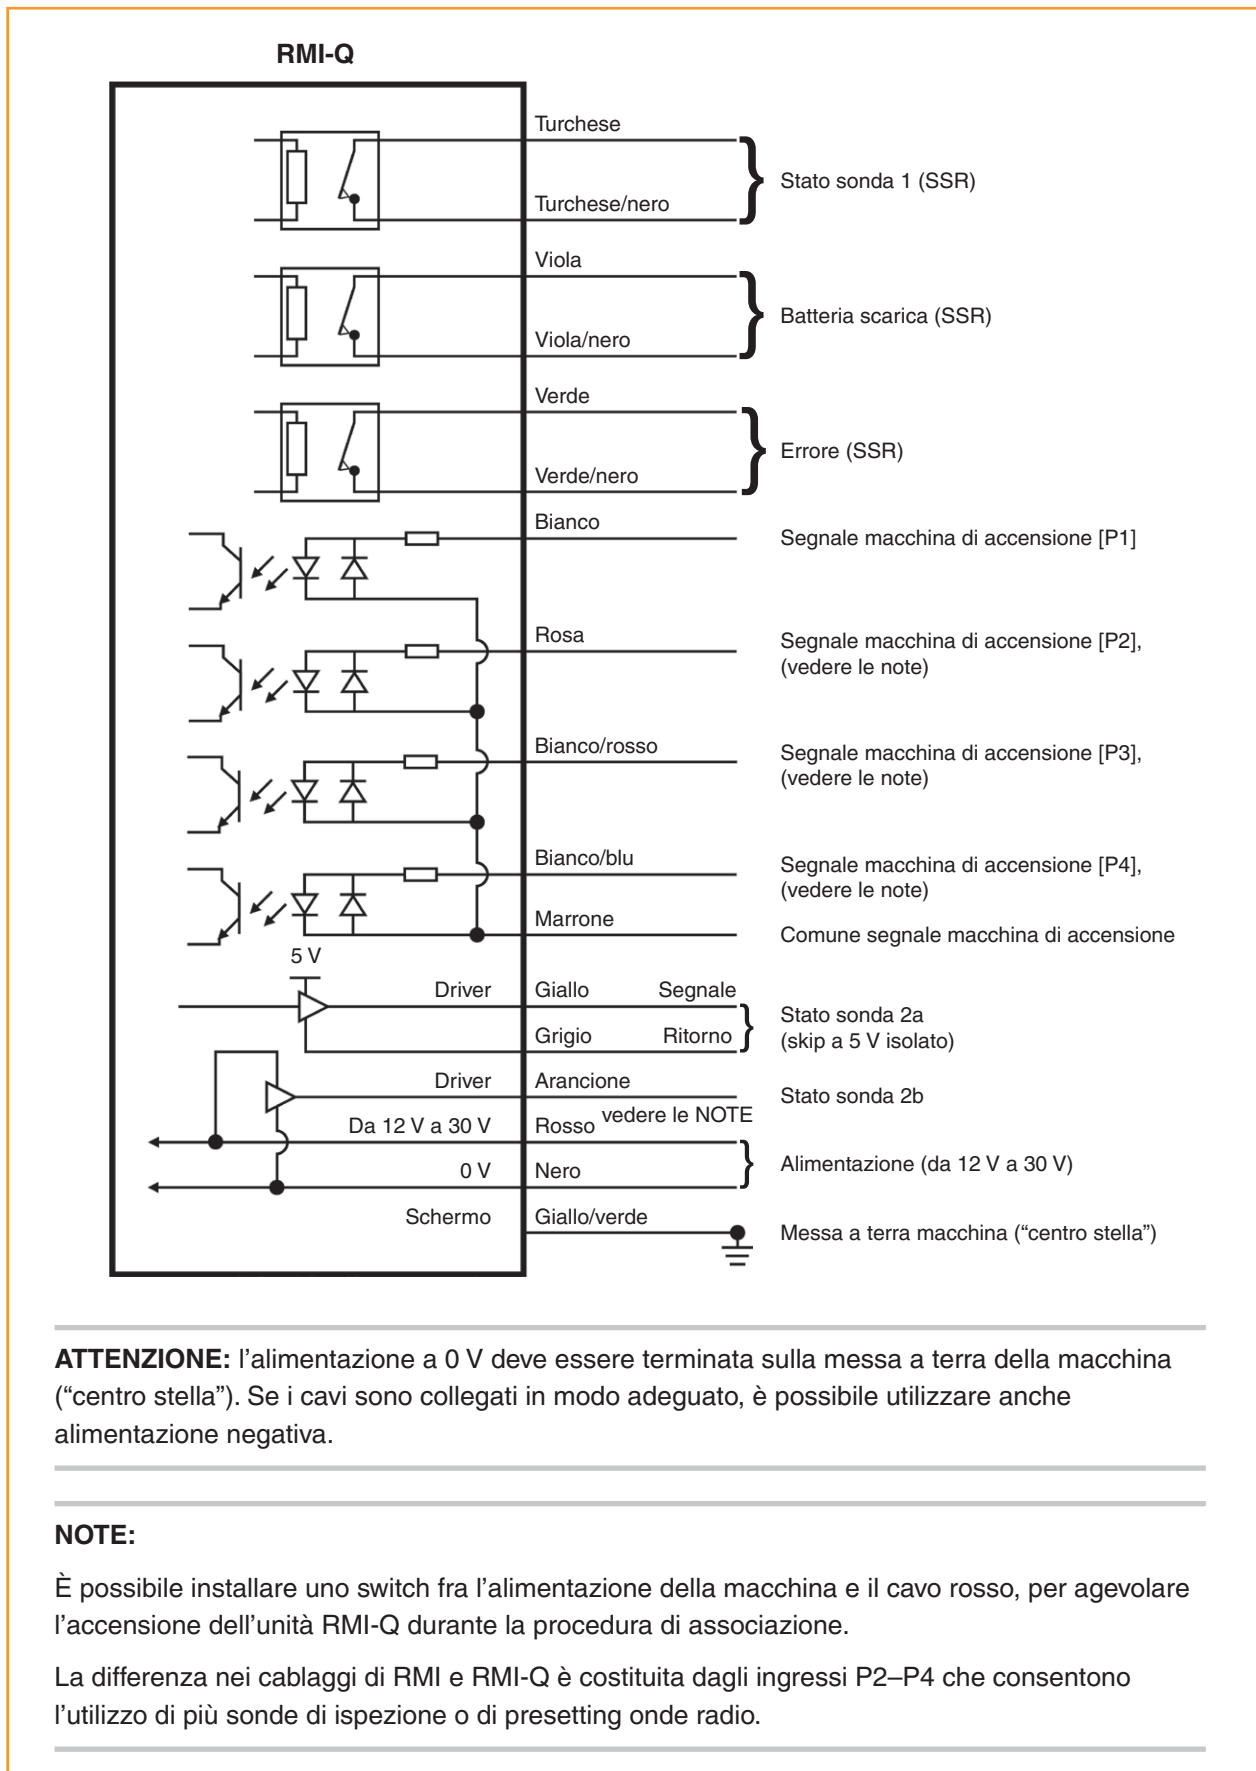 RMI-Q
Turchese
Stato sonda 1 (SSR)
Turchese/nero
Viola
Batteria scarica (SSR)
Viola/nero
Verde
Errore (SSR)
Verde/nero
Bianco
Segnale macchina di accensione [P1]
Rosa
Segnale macchina di accensione [P2],
(vedere le note)
Bianco/rosso
Segnale macchina di accensione [P3],
(vedere le note)
Bianco/blu
Segnale macchina di accensione [P4],
(vedere le note)
Marrone
Comune segnale macchina di accensione
5 V
Driver Giallo Segnale
Stato sonda 2a
(skip a 5 V isolato)
Grigio Ritorno
Driver Arancione
Stato sonda 2b
vedere le NOTE
Da 12 V a 30 V Rosso
Alimentazione (da 12 V a 30 V)
0 V Nero
Schermo Giallo/verde
Messa a terra macchina (“centro stella”)
ATTENZIONE: l’alimentazione a 0 V deve essere terminata sulla messa a terra della macchina
(“centro stella”). Se i cavi sono collegati in modo adeguato, è possibile utilizzare anche
alimentazione negativa.
NOTE:
È possibile installare uno switch fra l’alimentazione della macchina e il cavo rosso, per agevolare
l’accensione dell’unità RMI-Q durante la procedura di associazione.
La differenza nei cablaggi di RMI e RMI-Q è costituita dagli ingressi P2–P4 che consentono
l’utilizzo di più sonde di ispezione o di presetting onde radio.